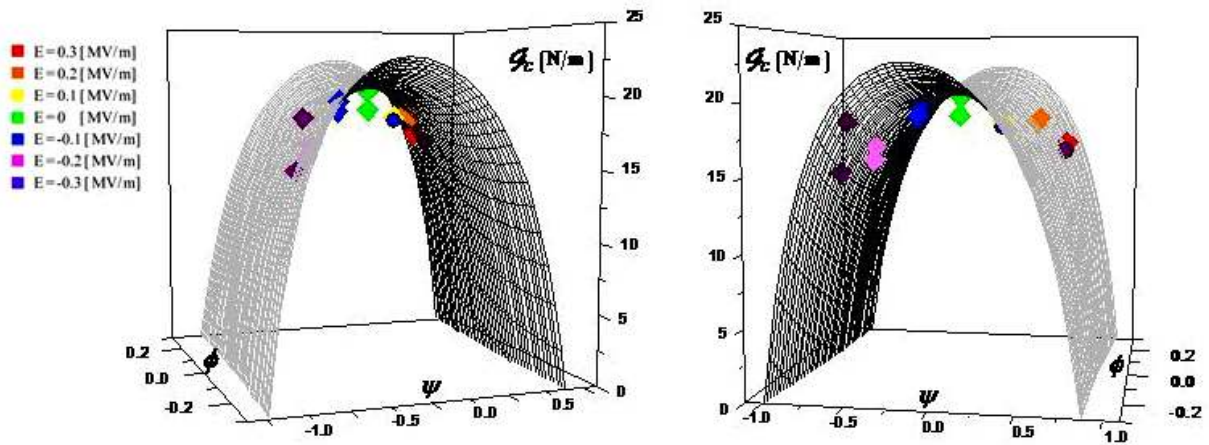 E = 0.3 [ MV/m]
E = 0.2 [ MV/m]
E = 0.1 [ MV/m]
E = 0 [ MV/m]
E = -0.1 [ MV/m]
E = -0.2 [ MV/m]
E = -0.3 [ MV/m]
𝒢c [N/m]
25
20
15
10
5
0
0.2
0.0
-0.2
ϕ
-1.0
-0.5
0.0
0.5
ψ
25
20
15
10
5
0
𝒢c [N/m]
-1.0
-0.5
0.0
0.5
1.0
ψ
ϕ
0.2
0.0
-0.2